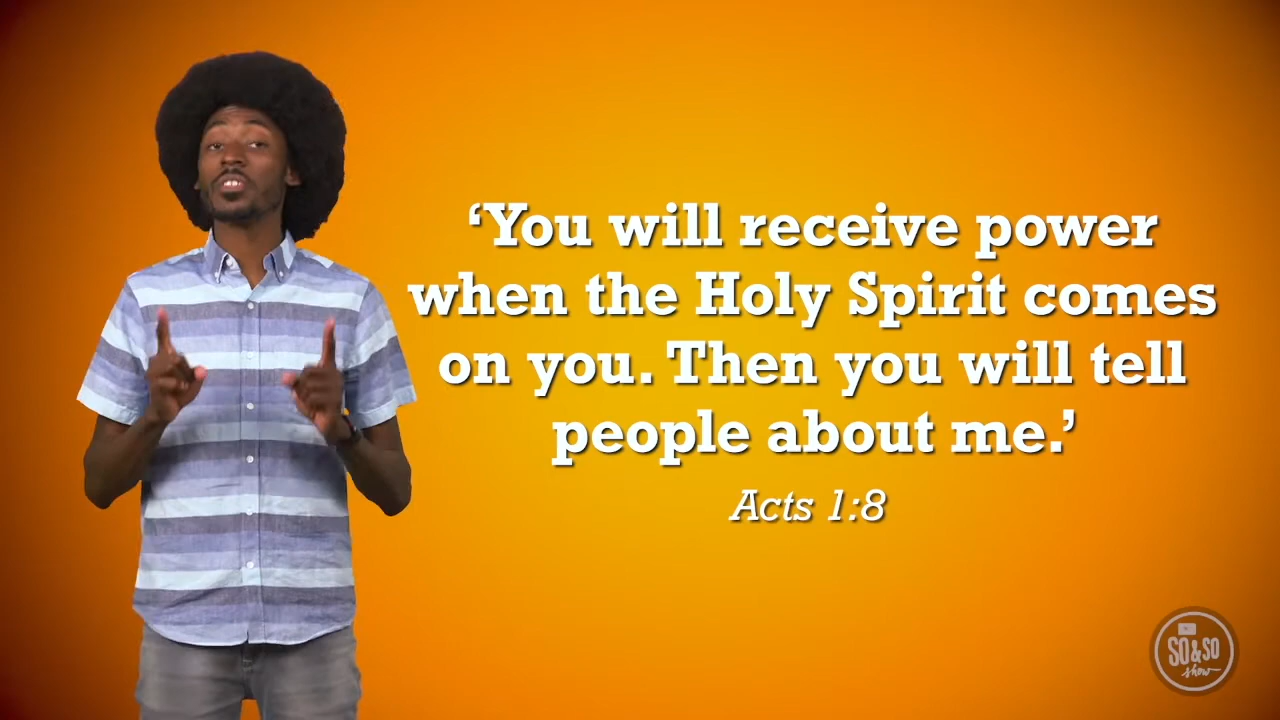 ‘You will receive power
when the Holy Spirit comes
on you. Then you will tell
people about me.’
Acts 1:8
SO&SO
show